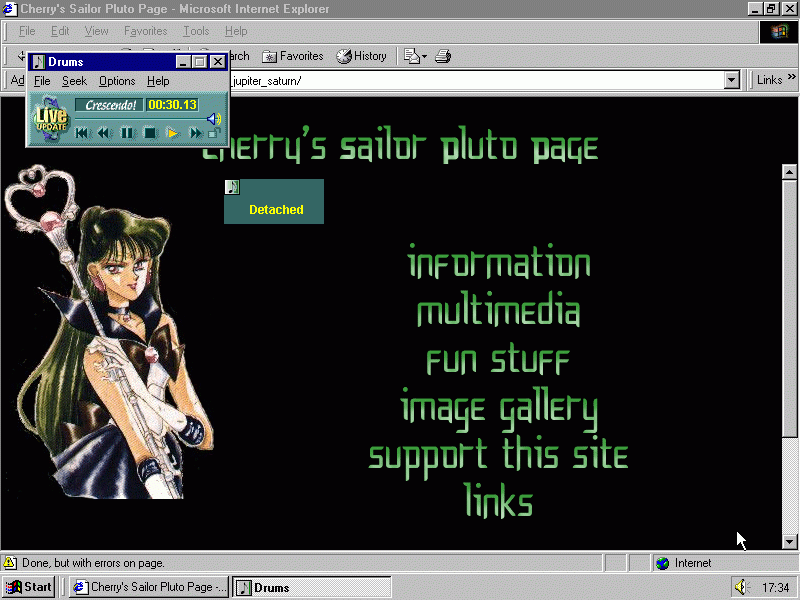 Cherry's Sailor Pluto Page - Microsoft Internet Explorer
File Edit View Favorites Tools Help
Favorites History
_jupiter_saturn/ Links »
Drums
File Seek Options Help
Live
UPDATE
Crescendo! 00:30.13
cherry's sailor pluto page
Detached
information
multimedia
fun stuff
image gallery
support this site
links
Done, but with errors on page. Internet
Start Cherry's Sailor Pluto Page -... Drums 17:34